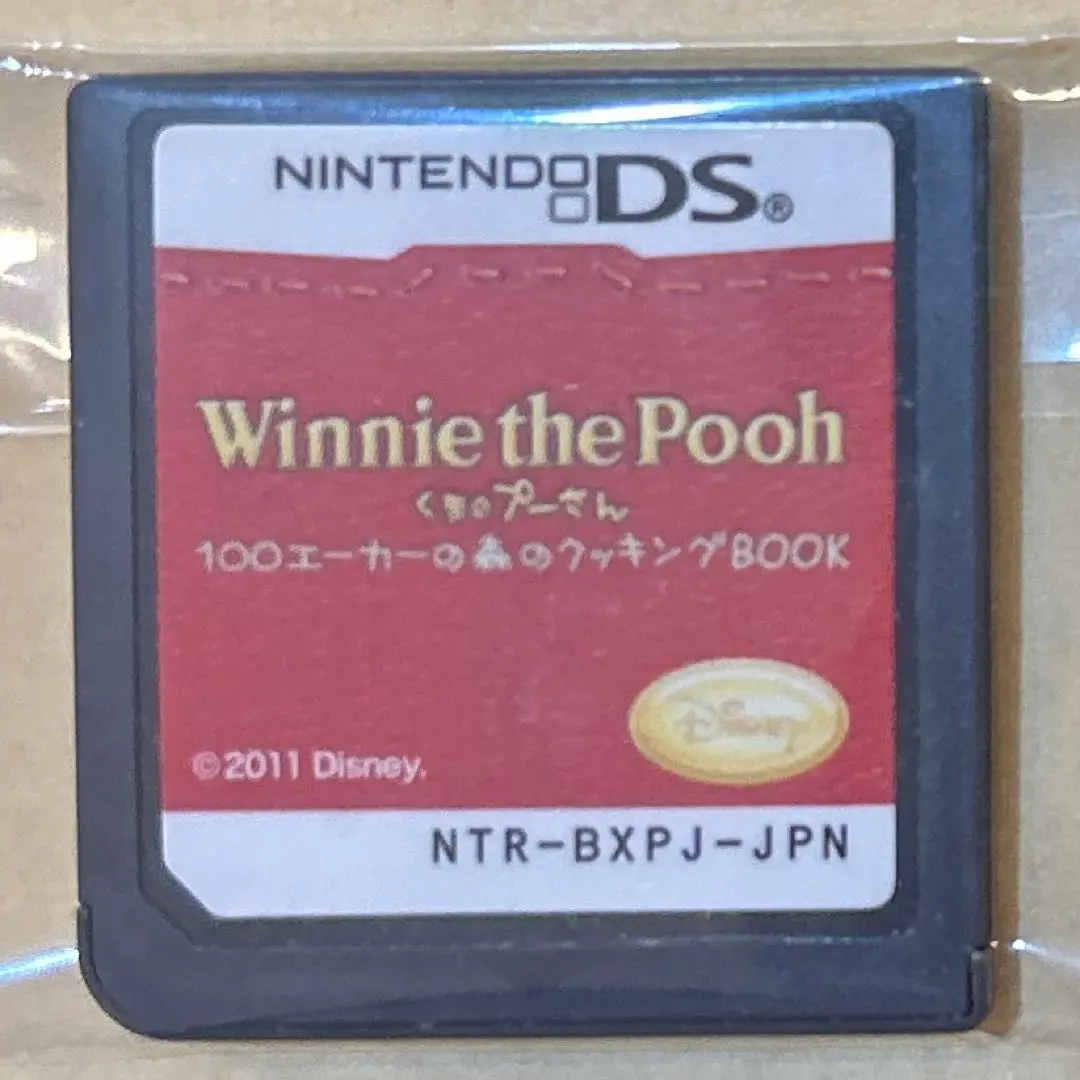 NINTENDO DS®
Winnie the Pooh
くまのプーさん
100エーカーの森のクッキングBOOK
Disney
©2011 Disney.
NTR-BXPJ-JPN